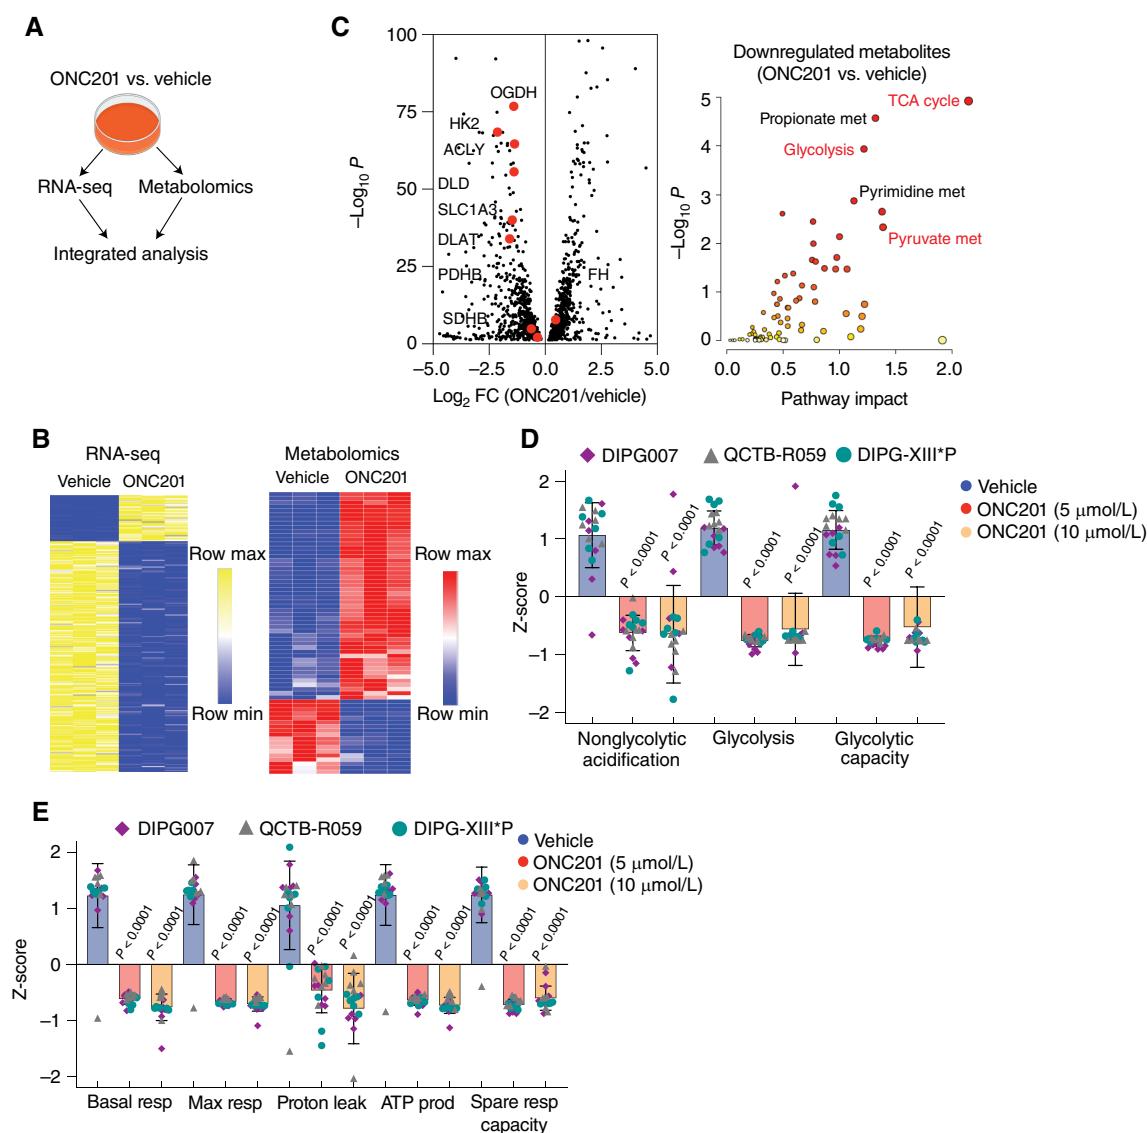 A
ONC201 vs. vehicle
RNA-seq
Metabolomics
Integrated analysis
C
100
75
50
25
0
–Log10 P
OGDH
HK2
ACLY
DLD
SLC1A3
DLAT
PDHB
SDHB
FH
–5.0
–2.5
0.0
2.5
5.0
Log2 FC (ONC201/vehicle)
Downregulated metabolites
(ONC201 vs. vehicle)
5
4
3
2
1
0
–Log10 P
TCA cycle
Propionate met
Glycolysis
Pyrimidine met
Pyruvate met
0.0
0.5
1.0
1.5
2.0
Pathway impact
B
RNA-seq
Vehicle
ONC201
Row max
Row min
Metabolomics
Vehicle
ONC201
Row max
Row min
D
DIPG007
QCTB-R059
DIPG-XIII*P
Vehicle
ONC201 (5 μmol/L)
ONC201 (10 μmol/L)
2
1
0
–1
–2
Z-score
P < 0.0001
P < 0.0001
P < 0.0001
P < 0.0001
P < 0.0001
P < 0.0001
Nonglycolytic
acidification
Glycolysis
Glycolytic
capacity
E
DIPG007
QCTB-R059
DIPG-XIII*P
Vehicle
ONC201 (5 μmol/L)
ONC201 (10 μmol/L)
2
1
0
–1
–2
Z-score
P < 0.0001
P < 0.0001
P < 0.0001
P < 0.0001
P < 0.0001
P < 0.0001
P < 0.0001
P < 0.0001
P < 0.0001
P < 0.0001
Basal resp
Max resp
Proton leak
ATP prod
Spare resp
capacity